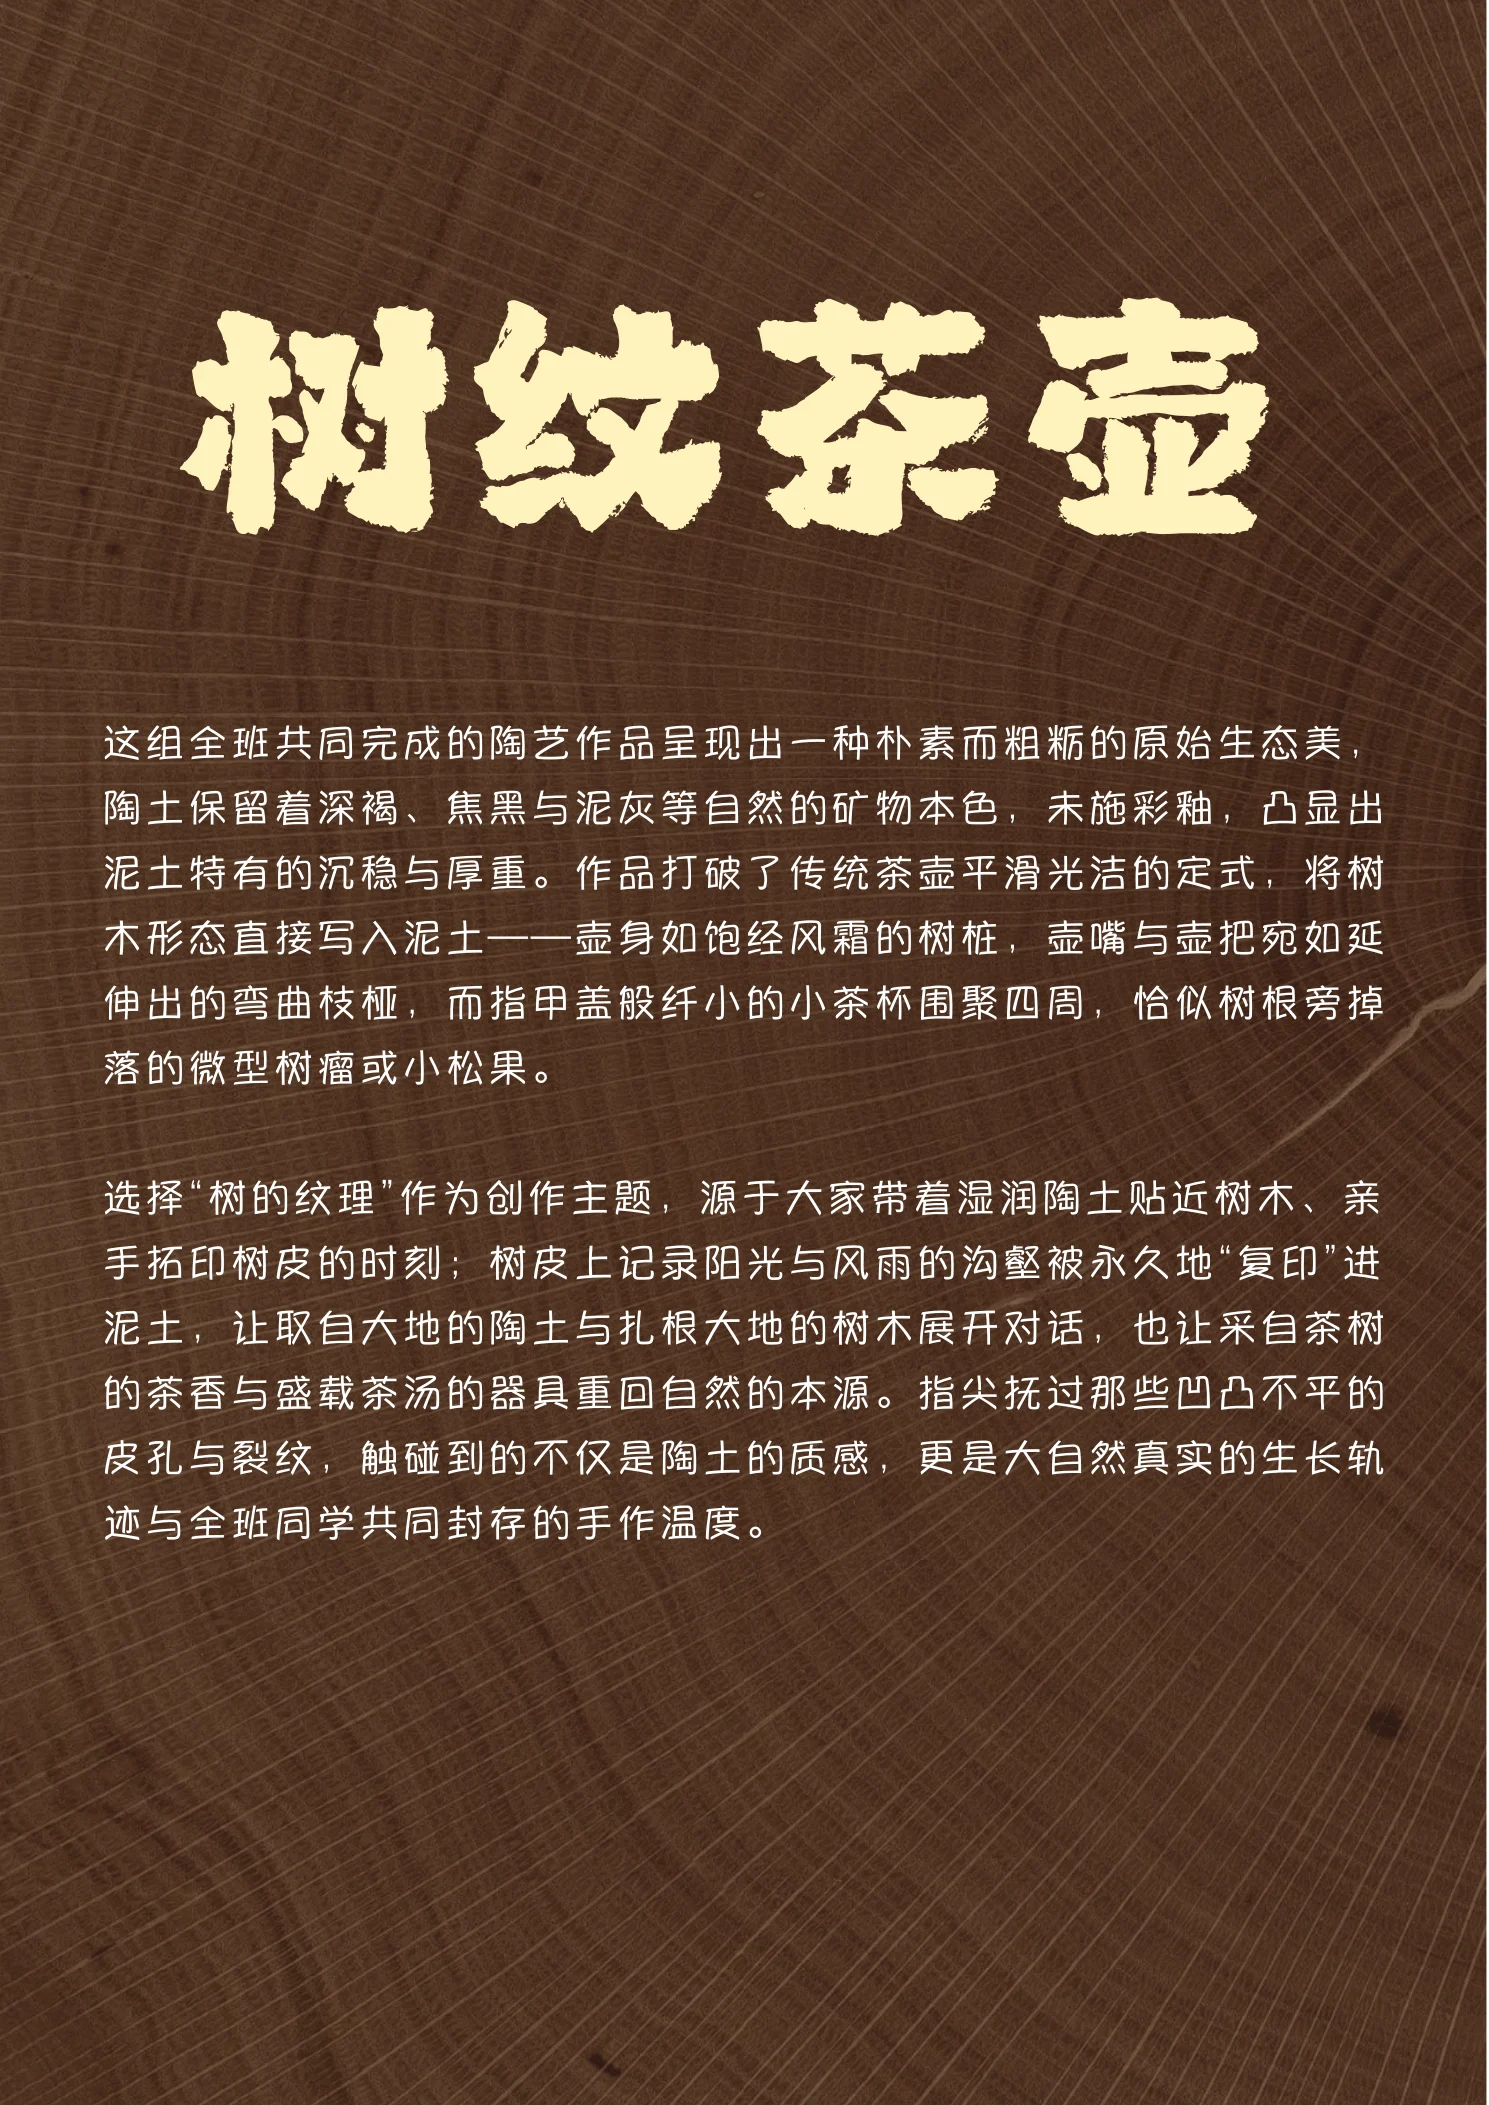 树纹茶壶
这组全班共同完成的陶艺作品呈现出一种朴素而粗粝的原始生态美，
陶土保留着深褐、焦黑与泥灰等自然的矿物本色，未施彩釉，凸显出
泥土特有的沉稳与厚重。作品打破了传统茶壶平滑光洁的定式，将树
木形态直接写入泥土——壶身如饱经风霜的树桩，壶嘴与壶把宛如延
伸出的弯曲枝桠，而指甲盖般纤小的小茶杯围聚四周，恰似树根旁掉
落的微型树瘤或小松果。
选择“树的纹理”作为创作主题，源于大家带着湿润陶土贴近树木、亲
手拓印树皮的时刻；树皮上记录阳光与风雨的沟壑被永久地“复印”进
泥土，让取自大地的陶土与扎根大地的树木展开对话，也让采自茶树
的茶香与盛载茶汤的器具重回自然的本源。指尖抚过那些凹凸不平的
皮孔与裂纹，触碰到的不仅是陶土的质感，更是大自然真实的生长轨
迹与全班同学共同封存的手作温度。